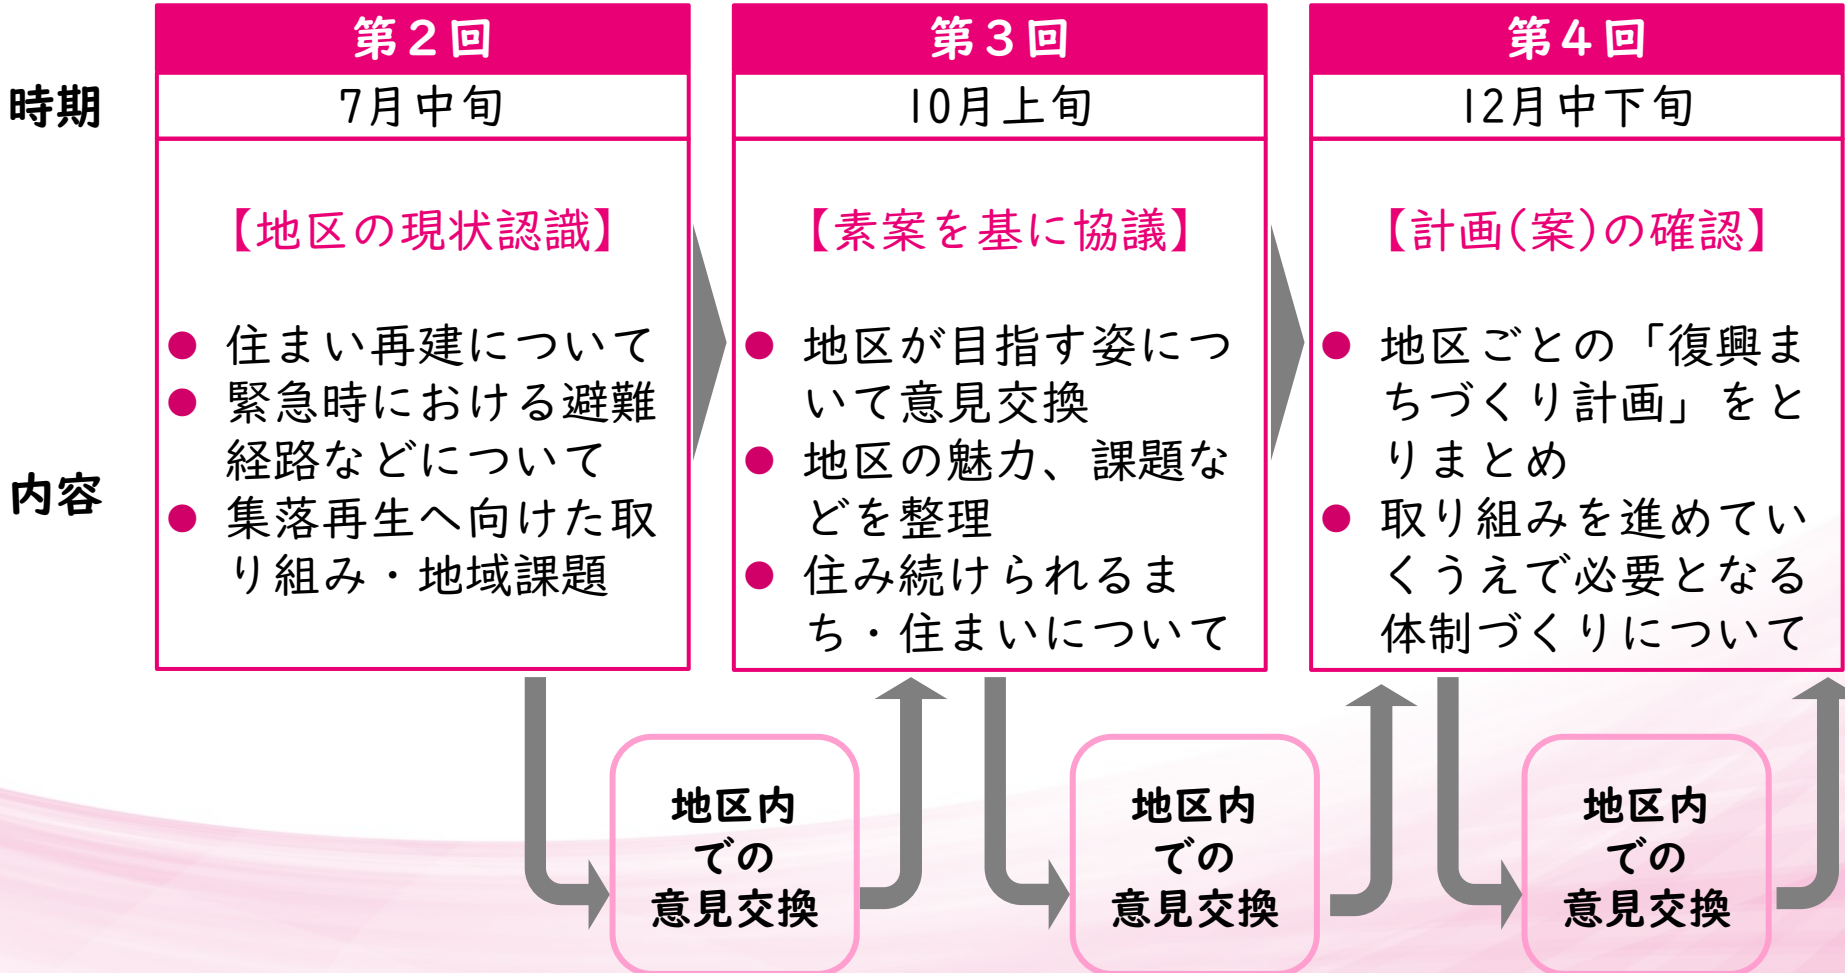 第2回
第3回
第4回
時期
7月中旬
10月上旬
12月中下旬
内容
【地区の現状認識】
● 住まい再建について
● 緊急時における避難
経路などについて
● 集落再生へ向けた取
り組み・地域課題
【素案を基に協議】
● 地区が目指す姿につ
いて意見交換
● 地区の魅力、課題な
どを整理
● 住み続けられるま
ち・住まいについて
【計画(案)の確認】
● 地区ごとの「復興ま
ちづくり計画」をと
りまとめ
● 取り組みを進めてい
くうえで必要となる
体制づくりについて
地区内
での
意見交換
地区内
での
意見交換
地区内
での
意見交換